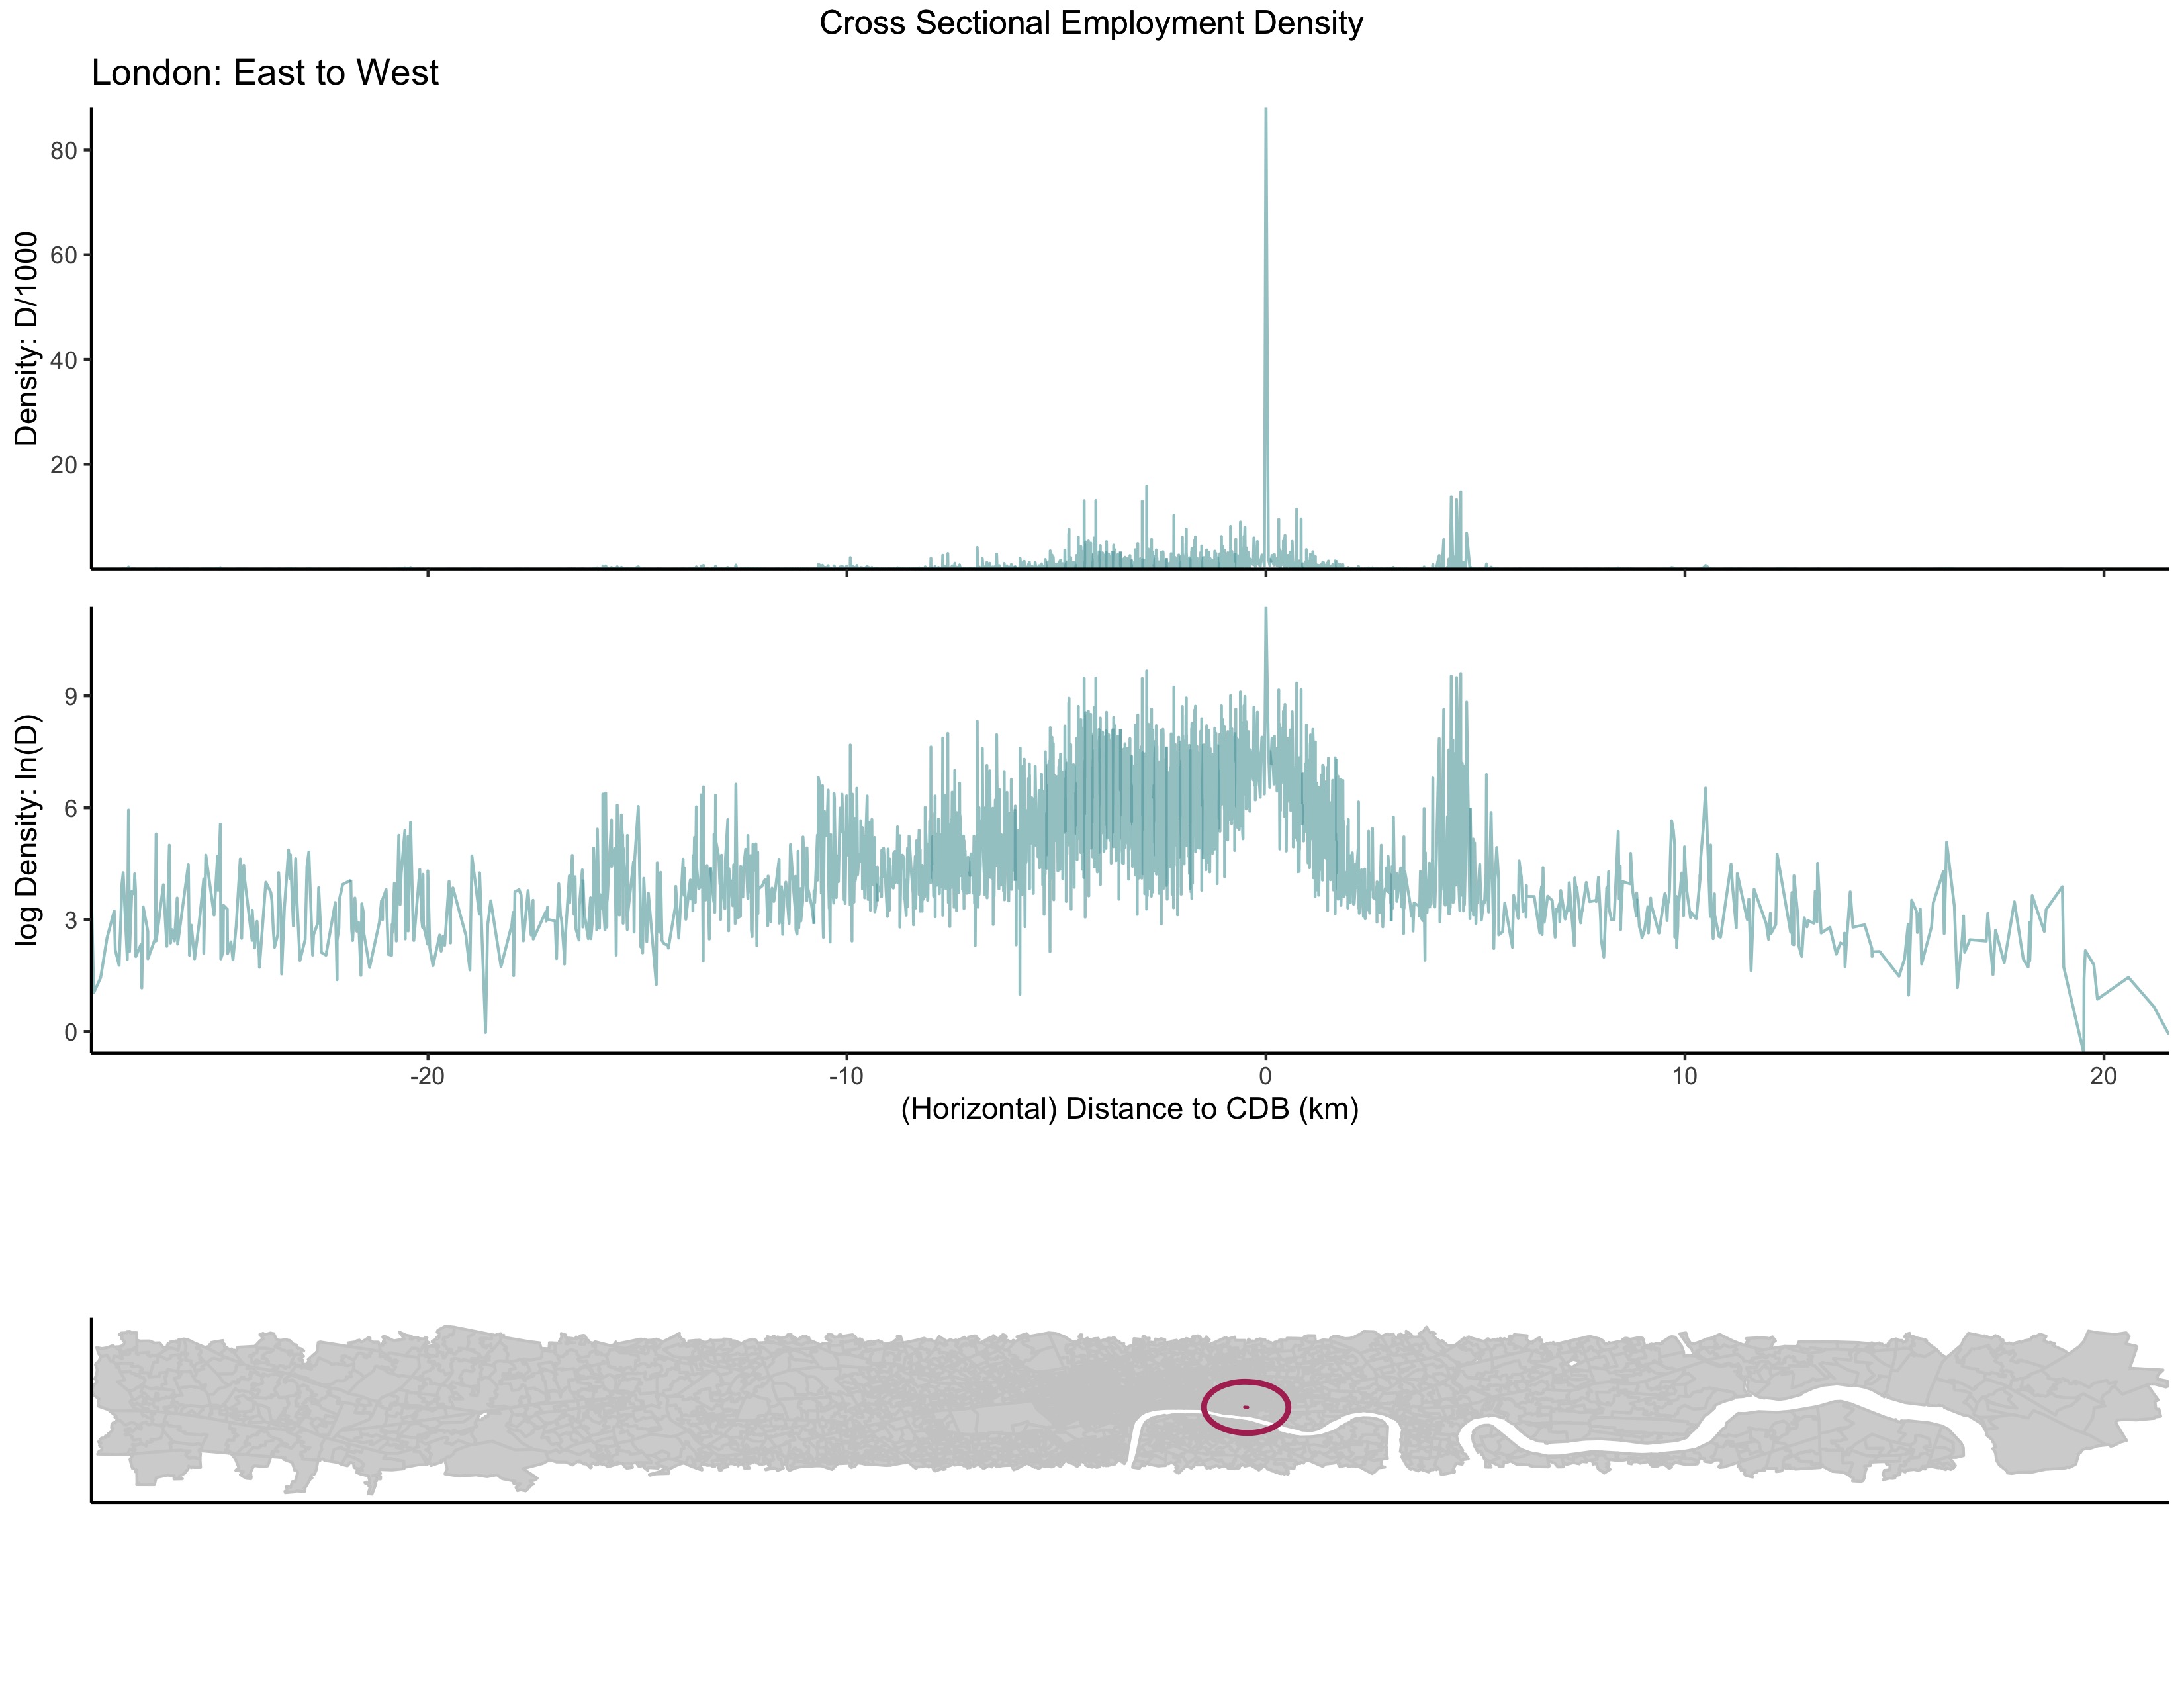 Cross Sectional Employment Density
London: East to West
Density: D/1000
80
60
40
20
log Density: ln(D)
9
6
3
0
-20
-10
0
10
20
(Horizontal) Distance to CDB (km)